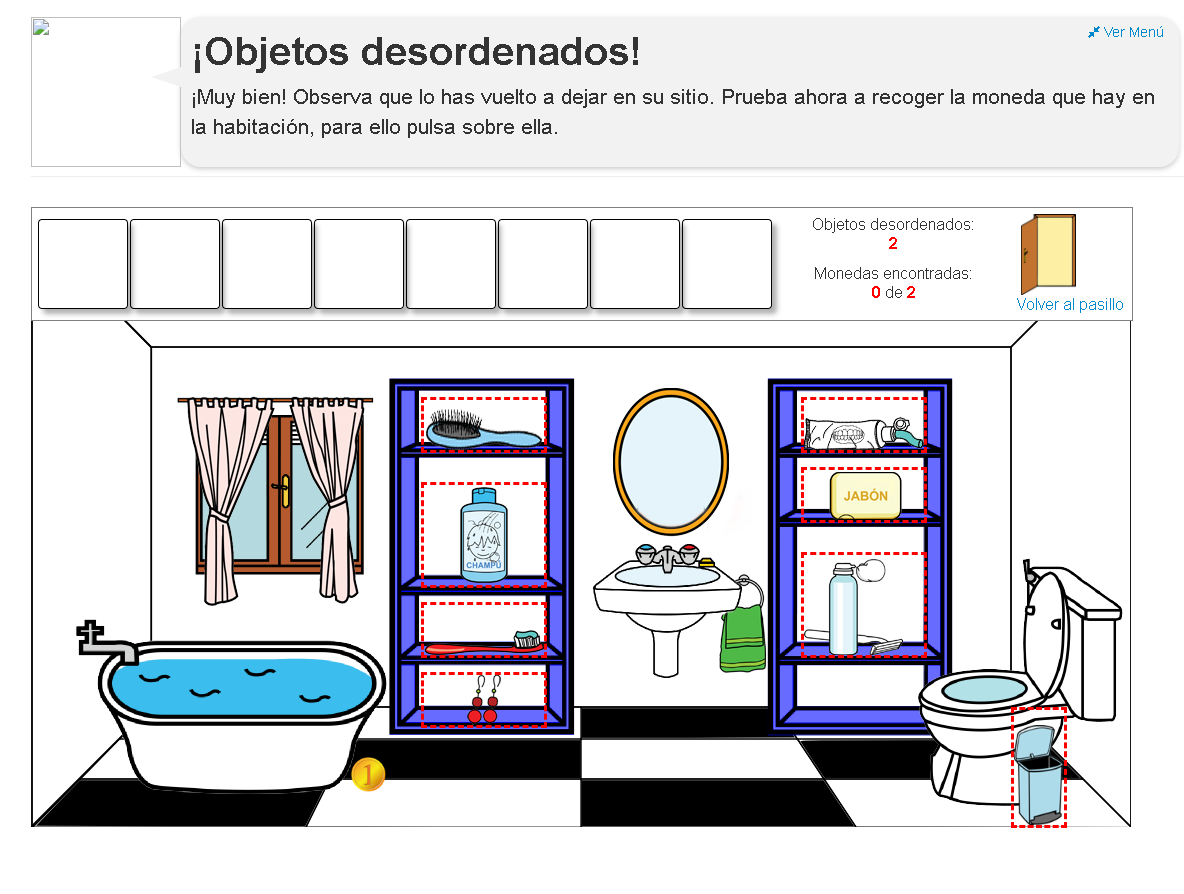 Ver Menú
¡Objetos desordenados!
¡Muy bien! Observa que lo has vuelto a dejar en su sitio. Prueba ahora a recoger la moneda que hay en
la habitación, para ello pulsa sobre ella.
Objetos desordenados:
2
Monedas encontradas:
0 de 2
Volver al pasillo
JABÓN
CHAMPÚ
1